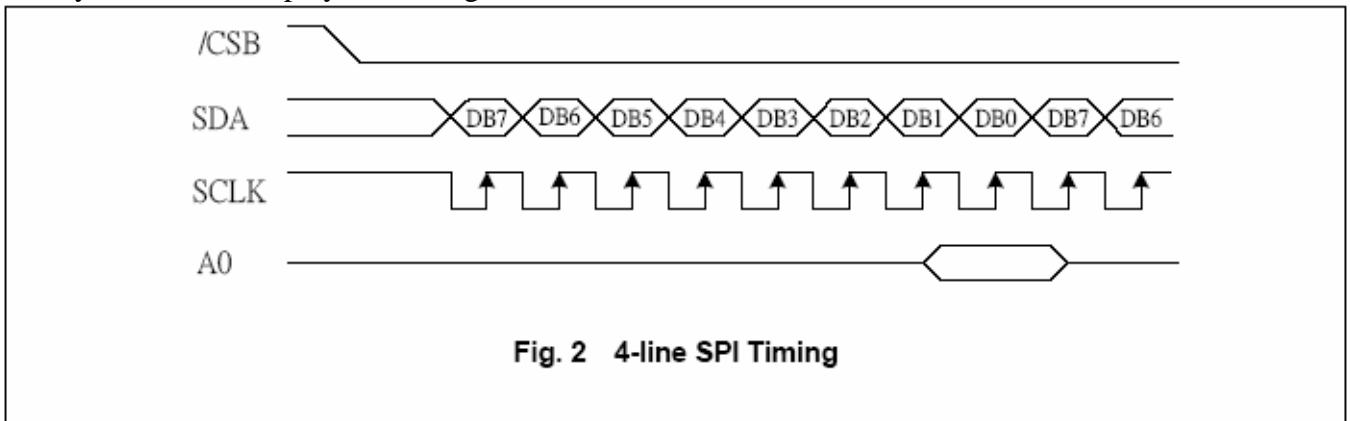 /CSB
SDA DB7 DB6 DB5 DB4 DB3 DB2 DB1 DB0 DB7 DB6
SCLK
A0
Fig. 2 4-line SPI Timing